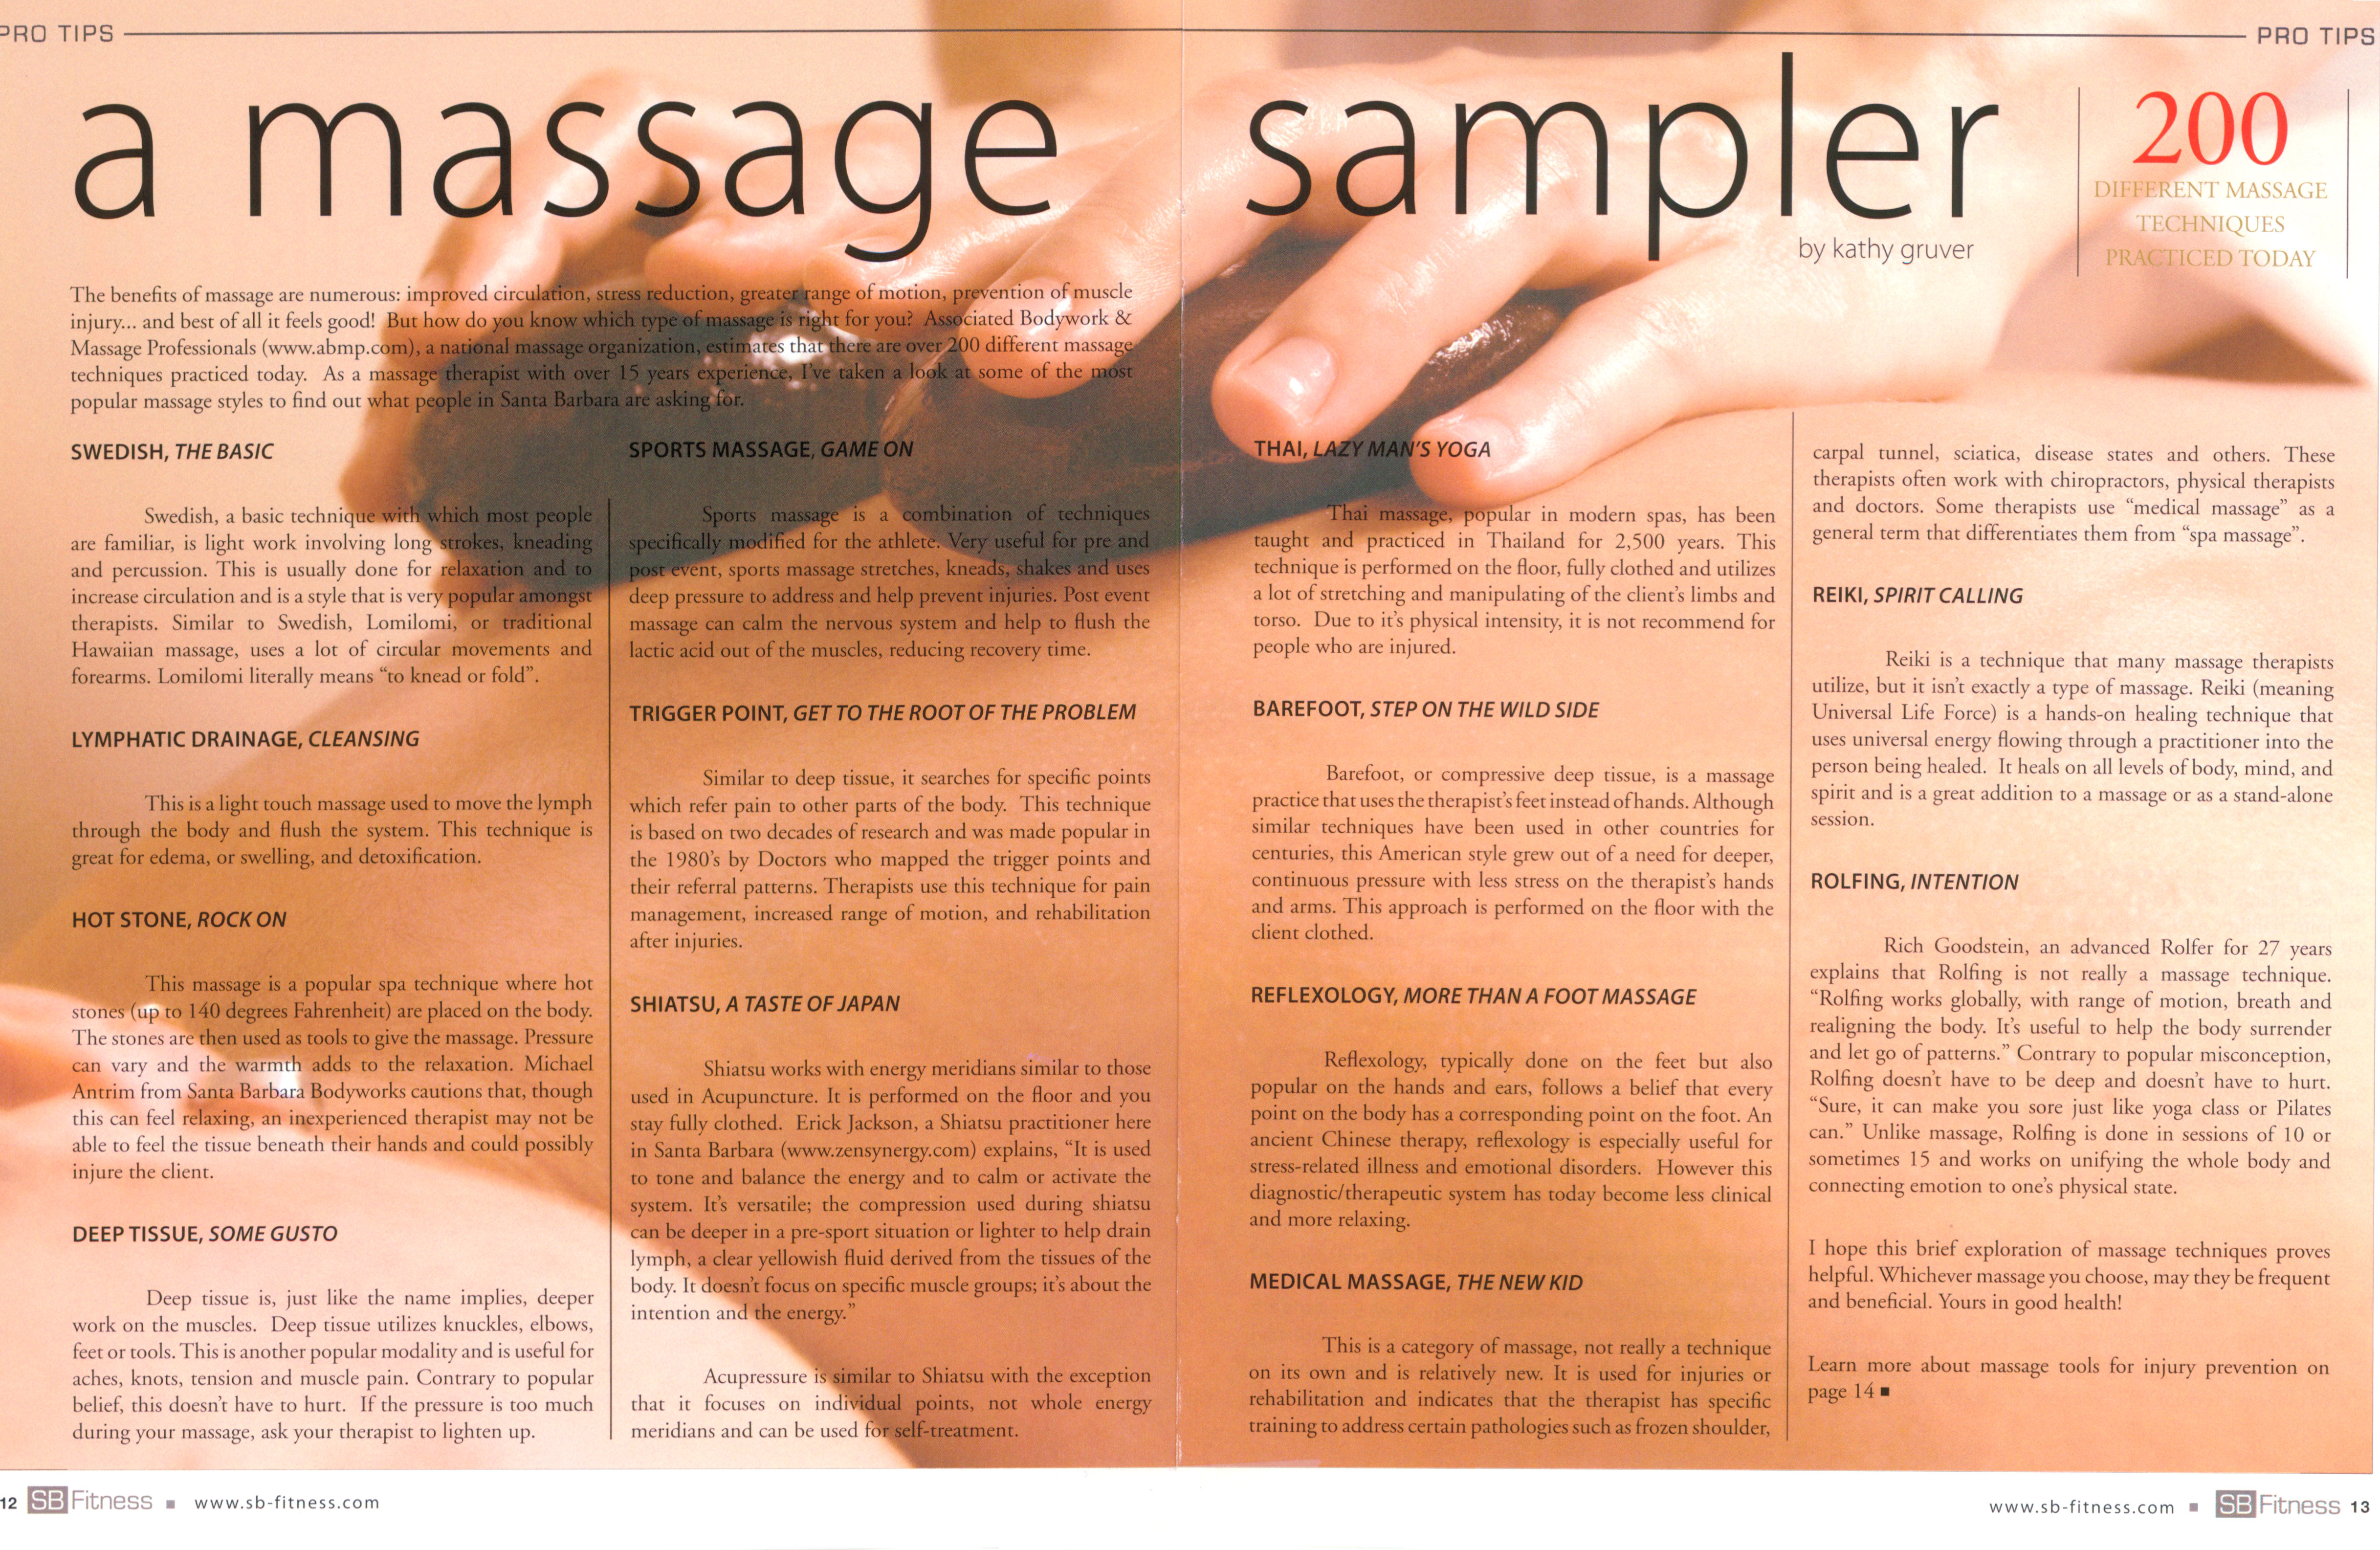 PRO TIPS
PRO TIPS
a massage sampler
by kathy gruver
200
DIFFERENT MASSAGE
TECHNIQUES
PRACTICED TODAY
The benefits of massage are numerous: improved circulation, stress reduction, greater range of motion, prevention of muscle
injury... and best of all it feels good! But how do you know which type of massage is right for you? Associated Bodywork &
Massage Professionals (www.abmp.com), a national massage organization, estimates that there are over 200 different massage
techniques practiced today. As a massage therapist with over 15 years experience, I've taken a look at some of the most
popular massage styles to find out what people in Santa Barbara are asking for.
SWEDISH, THE BASIC
Swedish, a basic technique with which most people
are familiar, is light work involving long strokes, kneading
and percussion. This is usually done for relaxation and to
increase circulation and is a style that is very popular amongst
therapists. Similar to Swedish, Lomilomi, or traditional
Hawaiian massage, uses a lot of circular movements and
forearms. Lomilomi literally means “to knead or fold”.
LYMPHATIC DRAINAGE, CLEANSING
This is a light touch massage used to move the lymph
through the body and flush the system. This technique is
great for edema, or swelling, and detoxification.
HOT STONE, ROCK ON
This massage is a popular spa technique where hot
stones (up to 140 degrees Fahrenheit) are placed on the body.
The stones are then used as tools to give the massage. Pressure
can vary and the warmth adds to the relaxation. Michael
Antrim from Santa Barbara Bodyworks cautions that, though
this can feel relaxing, an inexperienced therapist may not be
able to feel the tissue beneath their hands and could possibly
injure the client.
DEEP TISSUE, SOME GUSTO
Deep tissue is, just like the name implies, deeper
work on the muscles. Deep tissue utilizes knuckles, elbows,
feet or tools. This is another popular modality and is useful for
aches, knots, tension and muscle pain. Contrary to popular
belief, this doesn't have to hurt. If the pressure is too much
during your massage, ask your therapist to lighten up.
SPORTS MASSAGE, GAME ON
Sports massage is a combination of techniques
specifically modified for the athlete. Very useful for pre and
post event, sports massage stretches, kneads, shakes and uses
deep pressure to address and help prevent injuries. Post event
massage can calm the nervous system and help to flush the
lactic acid out of the muscles, reducing recovery time.
TRIGGER POINT, GET TO THE ROOT OF THE PROBLEM
Similar to deep tissue, it searches for specific points
which refer pain to other parts of the body. This technique
is based on two decades of research and was made popular in
the 1980's by Doctors who mapped the trigger points and
their referral patterns. Therapists use this technique for pain
management, increased range of motion, and rehabilitation
after injuries.
SHIATSU, A TASTE OF JAPAN
Shiatsu works with energy meridians similar to those
used in Acupuncture. It is performed on the floor and you
stay fully clothed. Erick Jackson, a Shiatsu practitioner here
in Santa Barbara (www.zensynergy.com) explains, “It is used
to tone and balance the energy and to calm or activate the
system. It's versatile; the compression used during shiatsu
can be deeper in a pre-sport situation or lighter to help drain
lymph, a clear yellowish fluid derived from the tissues of the
body. It doesn't focus on specific muscle groups; it's about the
intention and the energy.”
Acupressure is similar to Shiatsu with the exception
that it focuses on individual points, not whole energy
meridians and can be used for self-treatment.
THAI, LAZY MAN'S YOGA
Thai massage, popular in modern spas, has been
taught and practiced in Thailand for 2,500 years. This
technique is performed on the floor, fully clothed and utilizes
a lot of stretching and manipulating of the client's limbs and
torso. Due to it's physical intensity, it is not recommend for
people who are injured.
BAREFOOT, STEP ON THE WILD SIDE
Barefoot, or compressive deep tissue, is a massage
practice that uses the therapist's feet instead of hands. Although
similar techniques have been used in other countries for
centuries, this American style grew out of a need for deeper,
continuous pressure with less stress on the therapist's hands
and arms. This approach is performed on the floor with the
client clothed.
REFLEXOLOGY, MORE THAN A FOOT MASSAGE
Reflexology, typically done on the feet but also
popular on the hands and ears, follows a belief that every
point on the body has a corresponding point on the foot. An
ancient Chinese therapy, reflexology is especially useful for
stress-related illness and emotional disorders. However this
diagnostic/therapeutic system has today become less clinical
and more relaxing.
MEDICAL MASSAGE, THE NEW KID
This is a category of massage, not really a technique
on its own and is relatively new. It is used for injuries or
rehabilitation and indicates that the therapist has specific
training to address certain pathologies such as frozen shoulder,
carpal tunnel, sciatica, disease states and others. These
therapists often work with chiropractors, physical therapists
and doctors. Some therapists use “medical massage” as a
general term that differentiates them from “spa massage”.
REIKI, SPIRIT CALLING
Reiki is a technique that many massage therapists
utilize, but it isn't exactly a type of massage. Reiki (meaning
Universal Life Force) is a hands-on healing technique that
uses universal energy flowing through a practitioner into the
person being healed. It heals on all levels of body, mind, and
spirit and is a great addition to a massage or as a stand-alone
session.
ROLFING, INTENTION
Rich Goodstein, an advanced Rolfer for 27 years
explains that Rolfing is not really a massage technique.
“Rolfing works globally, with range of motion, breath and
realigning the body. It's useful to help the body surrender
and let go of patterns.” Contrary to popular misconception,
Rolfing doesn't have to be deep and doesn't have to hurt.
“Sure, it can make you sore just like yoga class or Pilates
can.” Unlike massage, Rolfing is done in sessions of 10 or
sometimes 15 and works on unifying the whole body and
connecting emotion to one's physical state.
I hope this brief exploration of massage techniques proves
helpful. Whichever massage you choose, may they be frequent
and beneficial. Yours in good health!
Learn more about massage tools for injury prevention on
page 14 ■
12 SB Fitness ■ www.sb-fitness.com
www.sb-fitness.com ■ SB Fitness 13